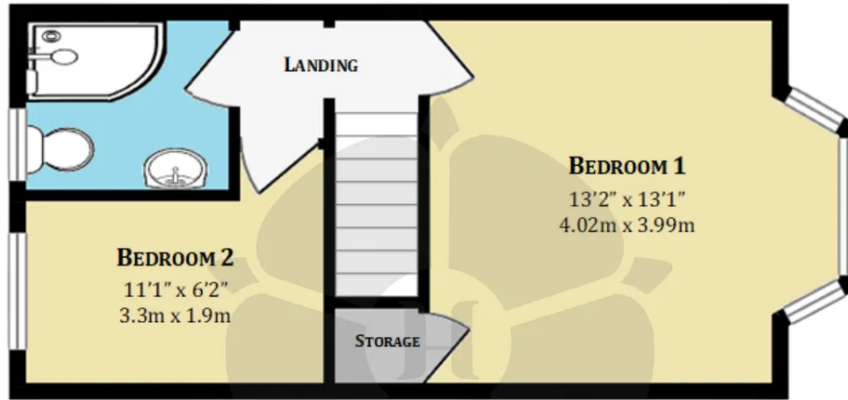 LANDING
BEDROOM 1
13'2" x 13'1"
4.02m x 3.99m
BEDROOM 2
11'1" x 6'2"
3.3m x 1.9m
STORAGE
H